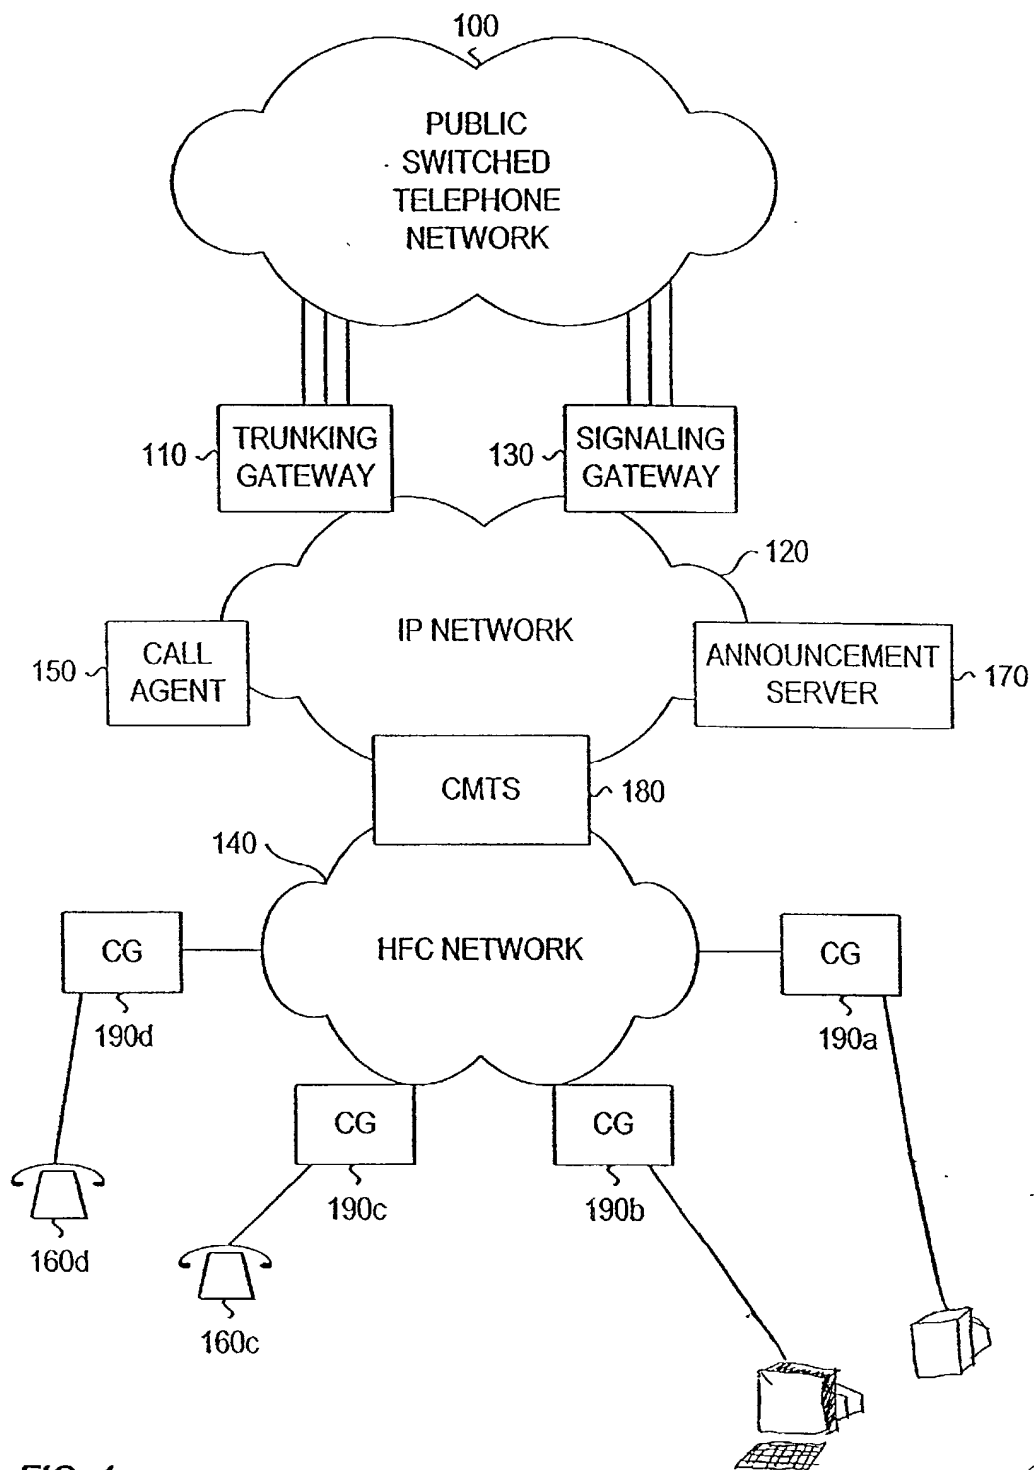 100
PUBLIC
SWITCHED
TELEPHONE
NETWORK
110
TRUNKING
GATEWAY
130
SIGNALING
GATEWAY
120
IP NETWORK
150
CALL
AGENT
ANNOUNCEMENT
SERVER
170
CMTS
180
140
HFC NETWORK
CG
190d
CG
190a
CG
190c
CG
190b
160d
160c